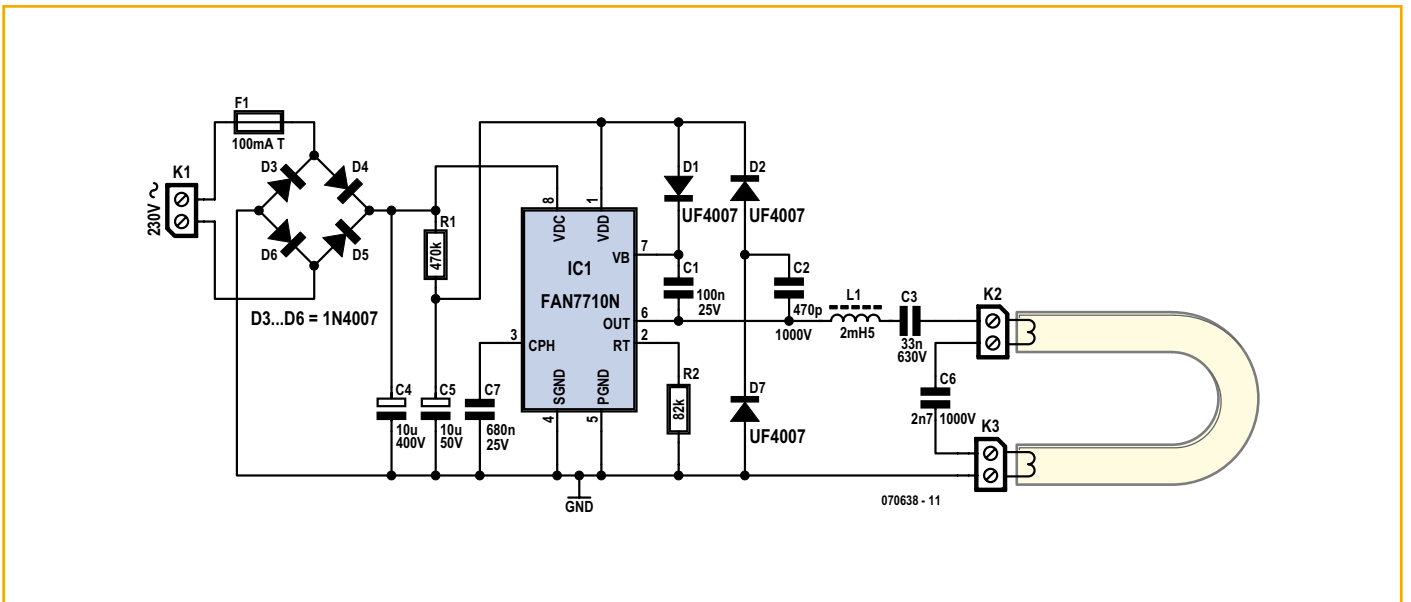 F1
100mA T
K1
230V ~
D3
D4
D6
D5
D3...D6 = 1N4007
R1
470k
C4
10u
400V
C5
10u
50V
C7
680n
25V
8
VDC
1
VDD
7
VB
IC1
FAN7710N
6
OUT
3
CPH
2
RT
SGND
4
PGND
5
GND
D1
UF4007
D2
UF4007
C1
100n
25V
C2
470p
1000V
R2
82k
D7
UF4007
L1
2mH5
C3
33n
630V
K2
C6
2n7
1000V
K3
070638 - 11